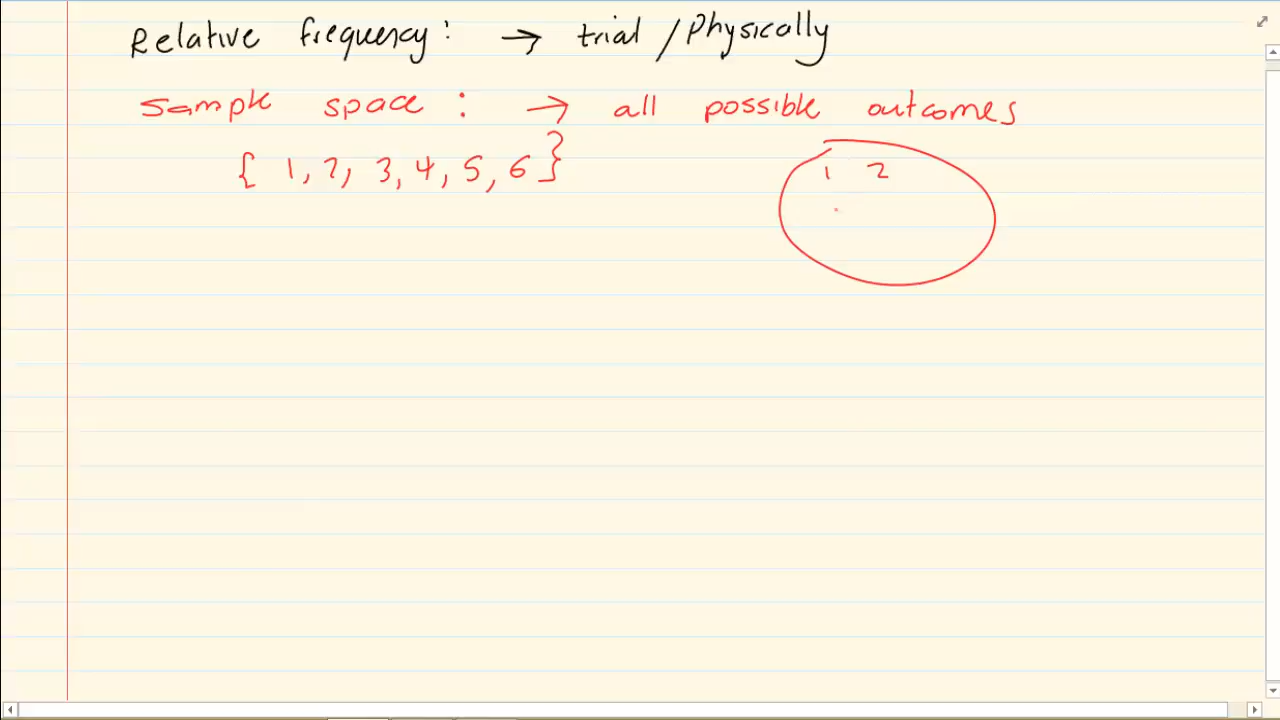 Relative frequency: → trial / Physically
Sample space : → all possible outcomes
{ 1, 2, 3, 4, 5, 6 }
1 2